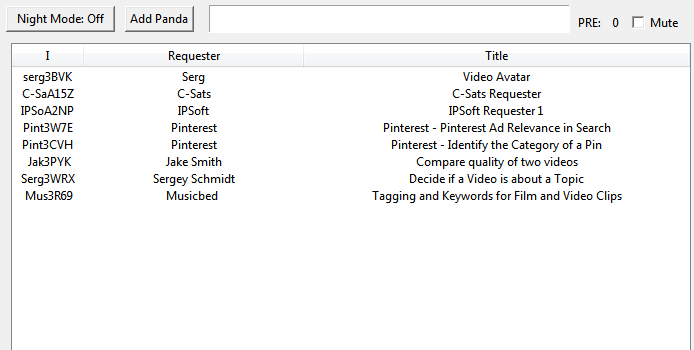 Night Mode: Off Add Panda PRE: 0 Mute
I Requester Title
serg3BVK Serg Video Avatar
C-SaA15Z C-Sats C-Sats Requester
IPSoA2NP IPSoft IPSoft Requester 1
Pint3W7E Pinterest Pinterest - Pinterest Ad Relevance in Search
Pint3CVH Pinterest Pinterest - Identify the Category of a Pin
Jak3PYK Jake Smith Compare quality of two videos
Serg3WRX Sergey Schmidt Decide if a Video is about a Topic
Mus3R69 Musicbed Tagging and Keywords for Film and Video Clips